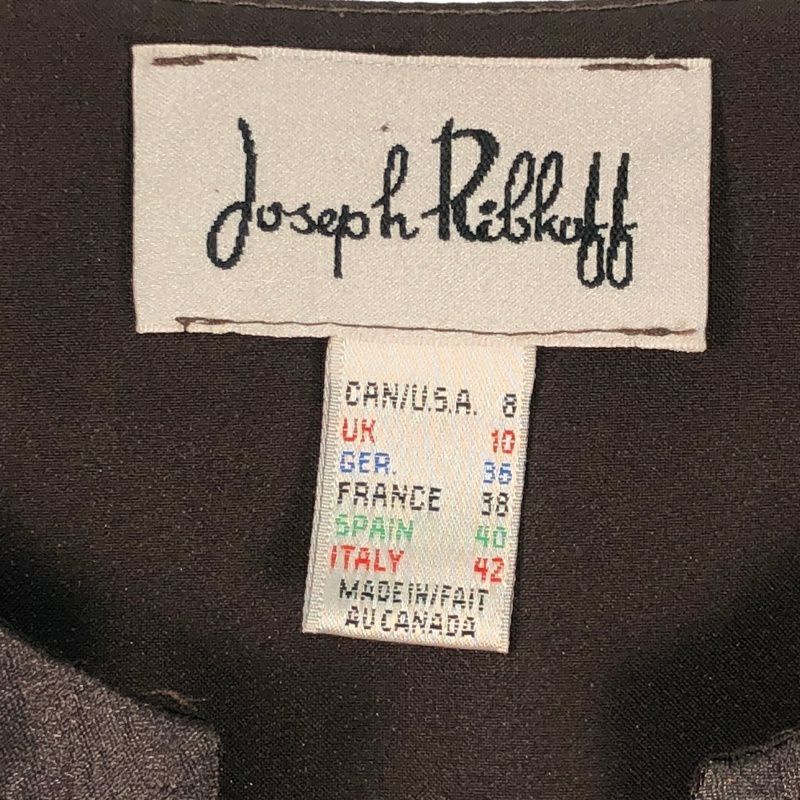 Joseph Ribkoff
CAN/U.S.A. 8
UK 10
GER. 36
FRANCE 38
SPAIN 40
ITALY 42
MADE IN/FAIT
AU CANADA